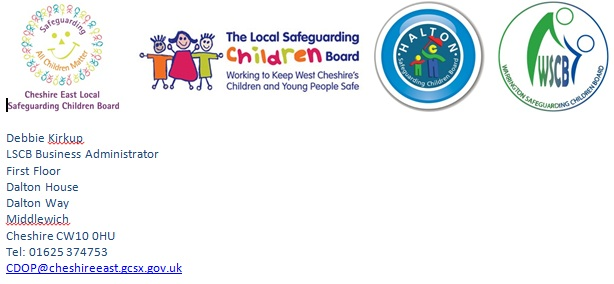 Safeguarding
All Children Matters
Cheshire East Local
Safeguarding Children Board
The Local Safeguarding
Children Board
Working to Keep West Cheshire's
Children and Young People Safe
HALTON
Safeguarding Children Board
WSCB
WARRINGTON SAFEGUARDING CHILDREN BOARD
Debbie Kirkup
LSCB Business Administrator
First Floor
Dalton House
Dalton Way
Middlewich
Cheshire CW10 0HU
Tel: 01625 374753
CDOP@cheshireeast.gcsx.gov.uk